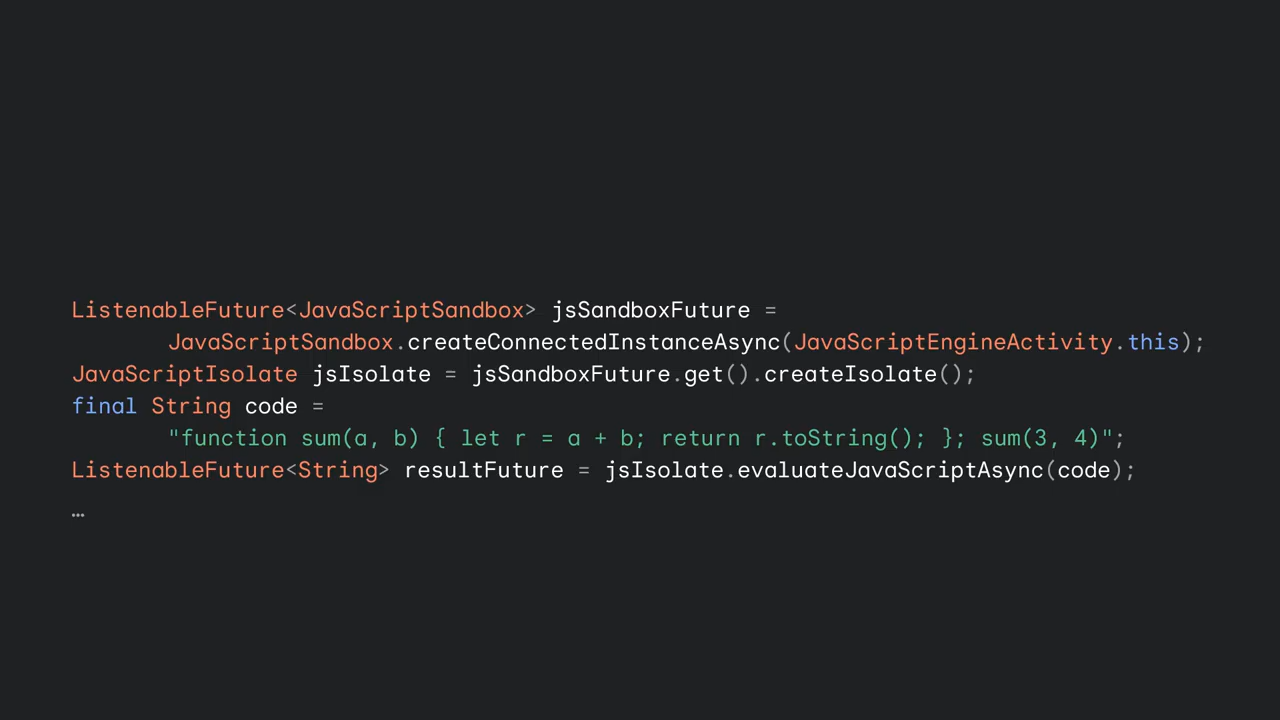 ListenableFuture<JavaScriptSandbox> jsSandboxFuture =
JavaScriptSandbox.createConnectedInstanceAsync(JavaScriptEngineActivity.this);
JavaScriptIsolate jsIsolate = jsSandboxFuture.get().createIsolate();
final String code =
"function sum(a, b) { let r = a + b; return r.toString(); }; sum(3, 4)";
ListenableFuture<String> resultFuture = jsIsolate.evaluateJavaScriptAsync(code);
…